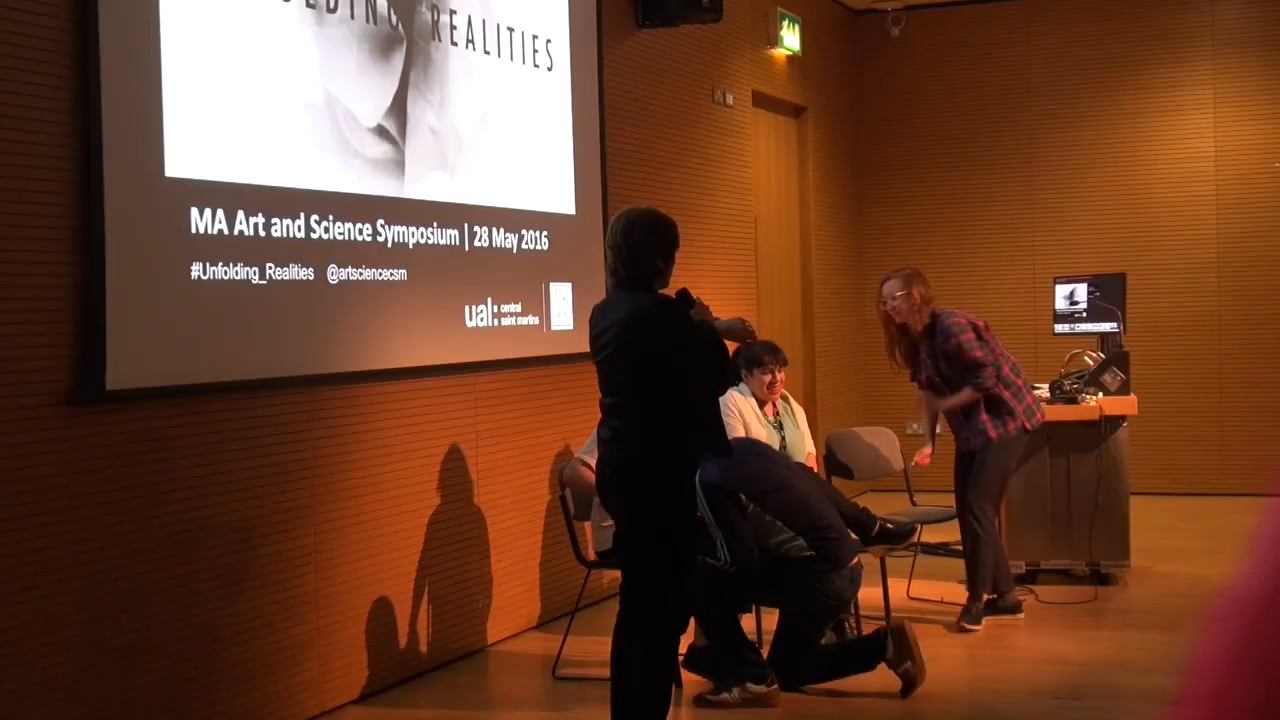 REALITIES
MA Art and Science Symposium | 28 May 2016
#Unfolding_Realities @artsciencecsm
ual: central
saint martins